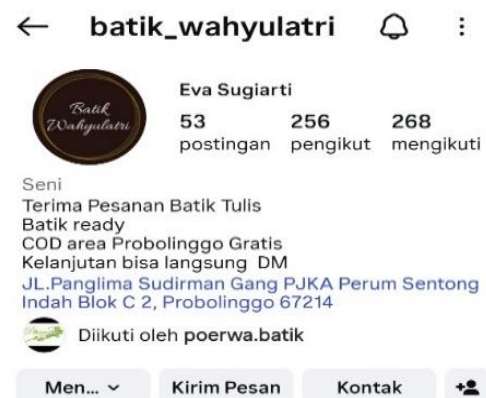 batik_wahyulatri
Batik
Wahyulatri
Eva Sugiarti
53 256 268
postingan pengikut mengikuti
Seni
Terima Pesanan Batik Tulis
Batik ready
COD area Probolinggo Gratis
Kelanjutan bisa langsung DM
JL.Panglima Sudirman Gang PJKA Perum Sentong
Indah Blok C 2, Probolinggo 67214
Diikuti oleh poerwa.batik
Men... Kirim Pesan Kontak